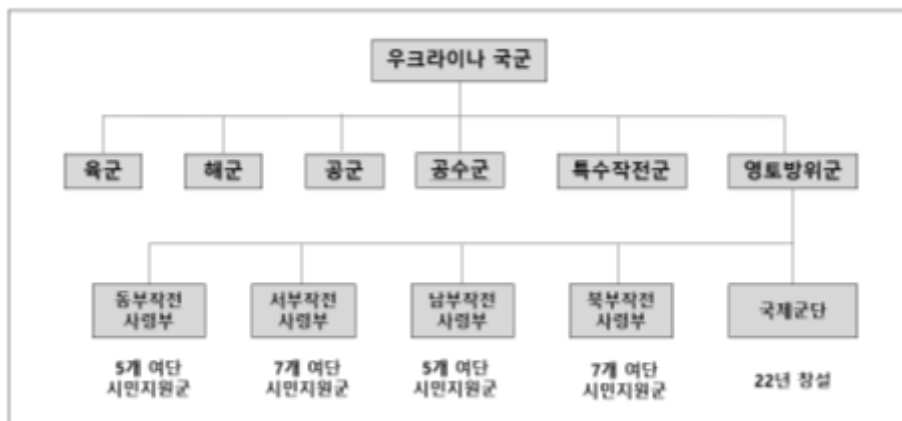 우크라이나 국군
육군 해군 공군 공수군 특수작전군 영토방위군
동부작전 서부작전 남부작전 북부작전 국제군단
사령부 사령부 사령부 사령부
5개 여단 7개 여단 5개 여단 7개 여단 22년 창설
시민지원군 시민지원군 시민지원군 시민지원군